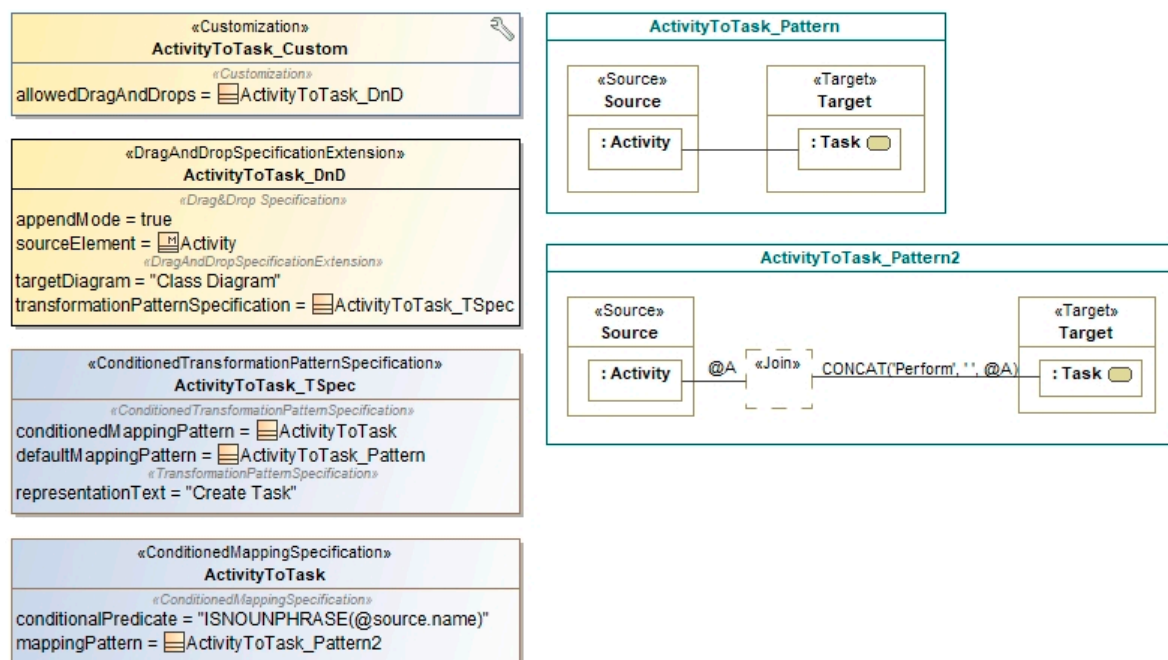 «Customization»
ActivityToTask_Custom
«Customization»
allowedDragAndDrops = ActivityToTask_DnD
«DragAndDropSpecificationExtension»
ActivityToTask_DnD
«Drag&Drop Specification»
appendMode = true
sourceElement = Activity
«DragAndDropSpecificationExtension»
targetDiagram = "Class Diagram"
transformationPatternSpecification = ActivityToTask_TSpec
«ConditionedTransformationPatternSpecification»
ActivityToTask_TSpec
«ConditionedTransformationPatternSpecification»
conditionedMappingPattern = ActivityToTask
defaultMappingPattern = ActivityToTask_Pattern
«TransformationPatternSpecification»
representationText = "Create Task"
«ConditionedMappingSpecification»
ActivityToTask
«ConditionedMappingSpecification»
conditionalPredicate = "ISNOUNPHRASE(@source.name)"
mappingPattern = ActivityToTask_Pattern2
ActivityToTask_Pattern
«Source»
Source
: Activity
«Target»
Target
: Task
ActivityToTask_Pattern2
«Source»
Source
: Activity
@A
«Join»
CONCAT('Perform', ' ', @A)
«Target»
Target
: Task